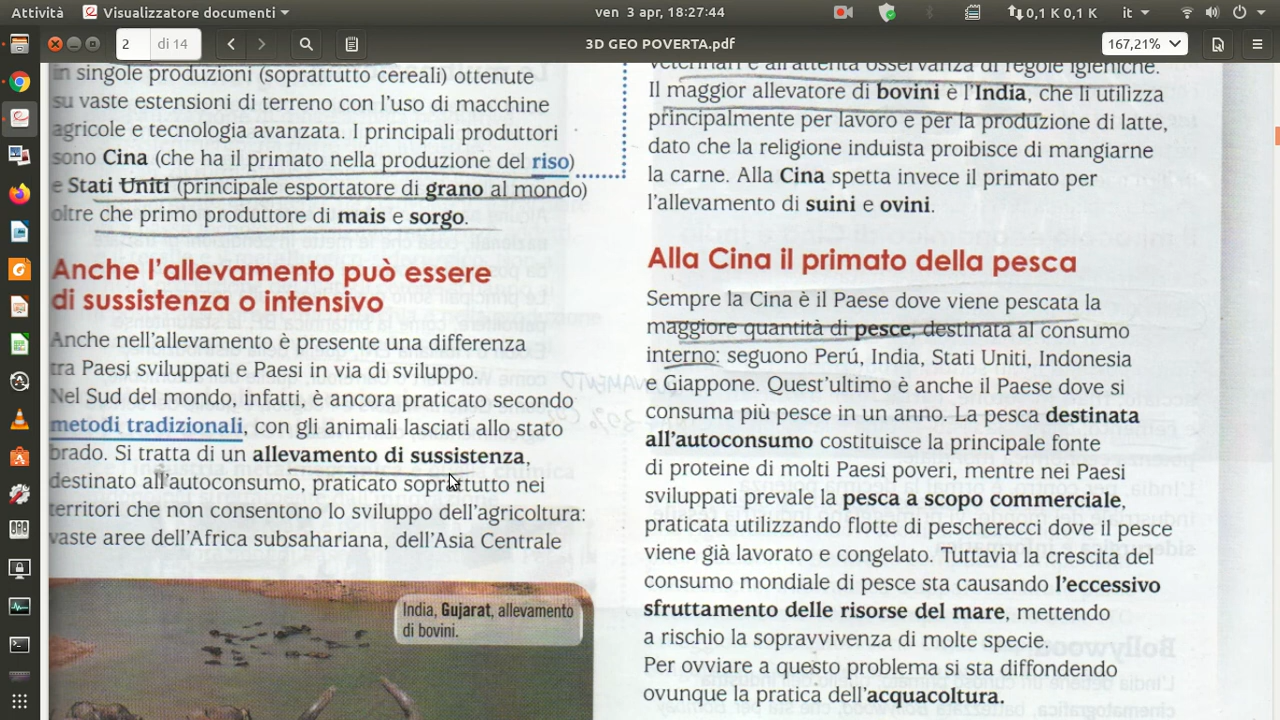 Attività
Visualizzatore documenti
ven 3 apr, 18:27:44
0,1 K 0,1 K
it
2
di 14
3D GEO POVERTA.pdf
167,21%
in singole produzioni (soprattutto cereali) ottenute
su vaste estensioni di terreno con l'uso di macchine
agricole e tecnologia avanzata. I principali produttori
sono Cina (che ha il primato nella produzione del riso)
e Stati Uniti (principale esportatore di grano al mondo)
oltre che primo produttore di mais e sorgo.
Anche l'allevamento può essere
di sussistenza o intensivo
Anche nell'allevamento è presente una differenza
tra Paesi sviluppati e Paesi in via di sviluppo.
Nel Sud del mondo, infatti, è ancora praticato secondo
metodi tradizionali, con gli animali lasciati allo stato
brado. Si tratta di un allevamento di sussistenza,
destinato all'autoconsumo, praticato soprattutto nei
territori che non consentono lo sviluppo dell'agricoltura:
vaste aree dell'Africa subsahariana, dell'Asia Centrale
India, Gujarat, allevamento
di bovini.
veterinari e all'attenta osservanza di regole igieniche.
Il maggior allevatore di bovini è l'India, che li utilizza
principalmente per lavoro e per la produzione di latte,
dato che la religione induista proibisce di mangiarne
la carne. Alla Cina spetta invece il primato per
l'allevamento di suini e ovini.
Alla Cina il primato della pesca
Sempre la Cina è il Paese dove viene pescata la
maggiore quantità di pesce, destinata al consumo
interno: seguono Perú, India, Stati Uniti, Indonesia
e Giappone. Quest'ultimo è anche il Paese dove si
consuma più pesce in un anno. La pesca destinata
all'autoconsumo costituisce la principale fonte
di proteine di molti Paesi poveri, mentre nei Paesi
sviluppati prevale la pesca a scopo commerciale,
praticata utilizzando flotte di pescherecci dove il pesce
viene già lavorato e congelato. Tuttavia la crescita del
consumo mondiale di pesce sta causando l'eccessivo
sfruttamento delle risorse del mare, mettendo
a rischio la sopravvivenza di molte specie.
Per ovviare a questo problema si sta diffondendo
ovunque la pratica dell'acquacoltura.